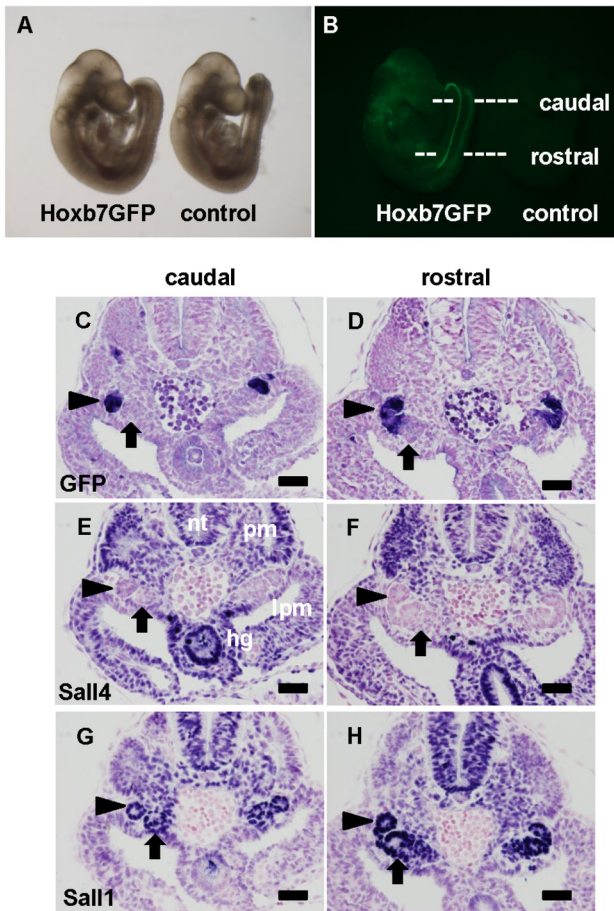 A
B
caudal
rostral
Hoxb7GFP control
Hoxb7GFP control
caudal rostral
C
D
GFP
E
nt
pm
F
lpm
hg
Sall4
G
H
Sall1